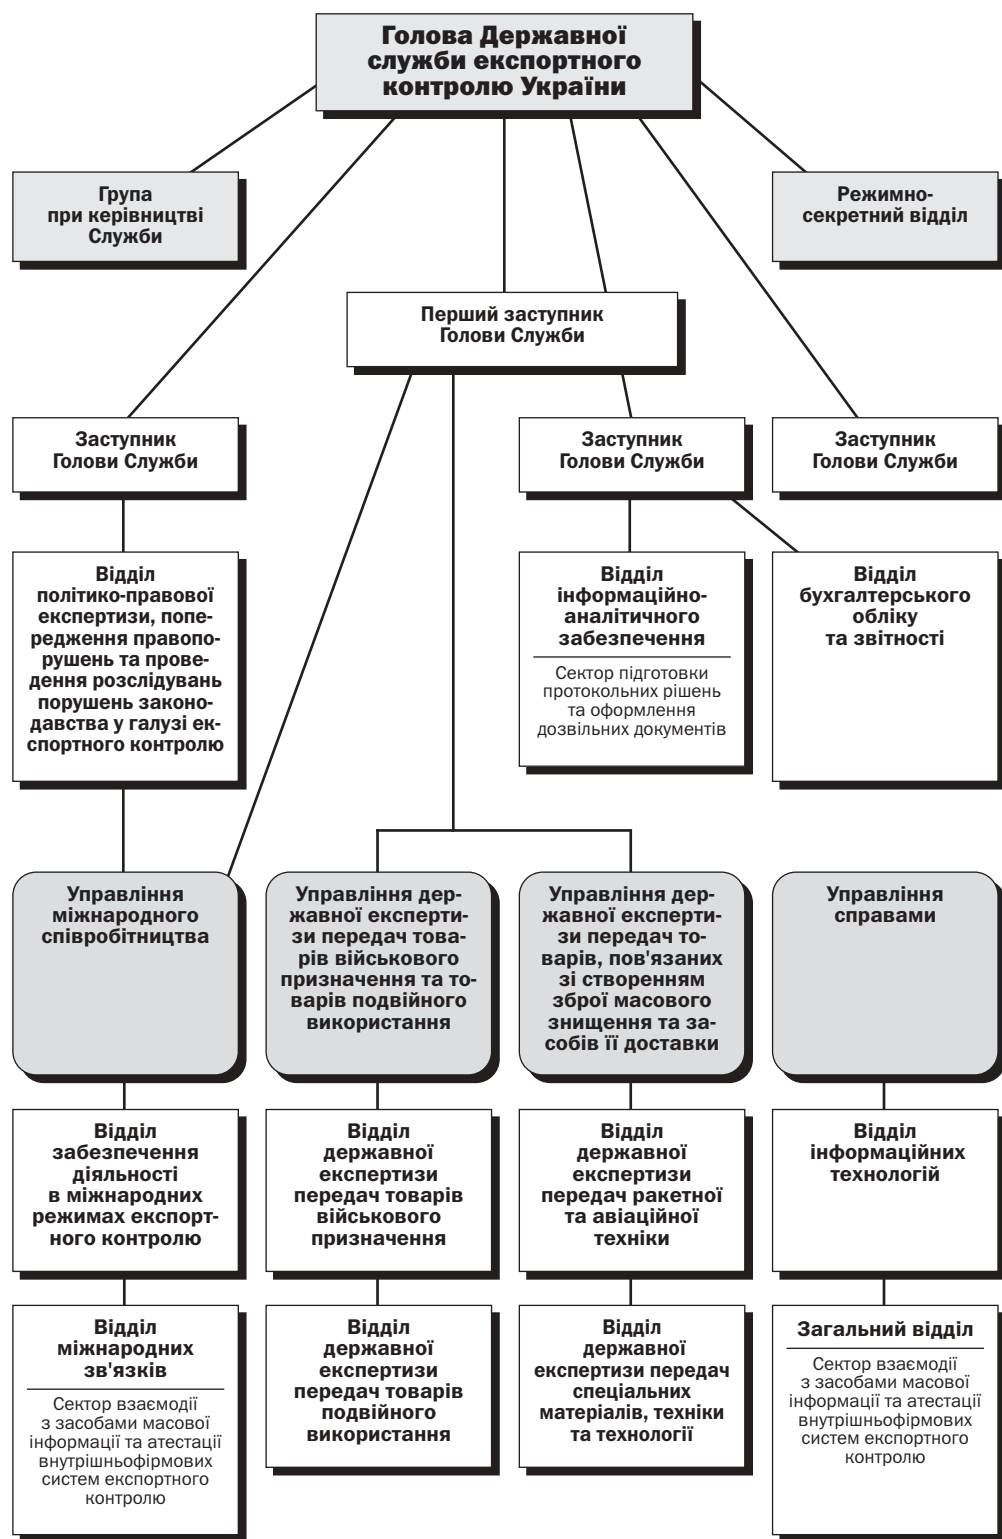 Голова Державної
служби експортного
контролю України
Група
при керівництві
Служби
Режимно-
секретний відділ
Перший заступник
Голови Служби
Заступник
Голови Служби
Заступник
Голови Служби
Заступник
Голови Служби
Відділ
політико-правової
експертизи, попе-
редження правопо-
рушень та прове-
дення розслідувань
порушень законо-
давства у галузі ек-
спортного контролю
Відділ
інформаційно-
аналітичного
забезпечення
Сектор підготовки
протокольних рішень
та оформлення
дозвільних документів
Відділ
бухгалтерського
обліку
та звітності
Управління
міжнародного
співробітництва
Управління дер-
жавної експерти-
зи передач това-
рів військового
призначення та то-
варів подвійного
використання
Управління дер-
жавної експерти-
зи передач то-
варів, пов'язаних
зі створенням
зброї масового
знищення та за-
собів її доставки
Управління
справами
Відділ
забезпечення
діяльності
в міжнародних
режимах експорт-
ного контролю
Відділ
державної
експертизи
передач товарів
військового
призначення
Відділ
державної
експертизи
передач ракетної
та авіаційної
техніки
Відділ
інформаційних
технологій
Відділ
міжнародних
зв'язків
Сектор взаємодії
з засобами масової
інформації та атестації
внутрішньофірмових
систем експортного
контролю
Відділ
державної
експертизи
передач товарів
подвійного
використання
Відділ
державної
експертизи передач
спеціальних
матеріалів, техніки
та технології
Загальний відділ
Сектор взаємодії
з засобами масової
інформації та атестації
внутрішньофірмових
систем експортного
контролю